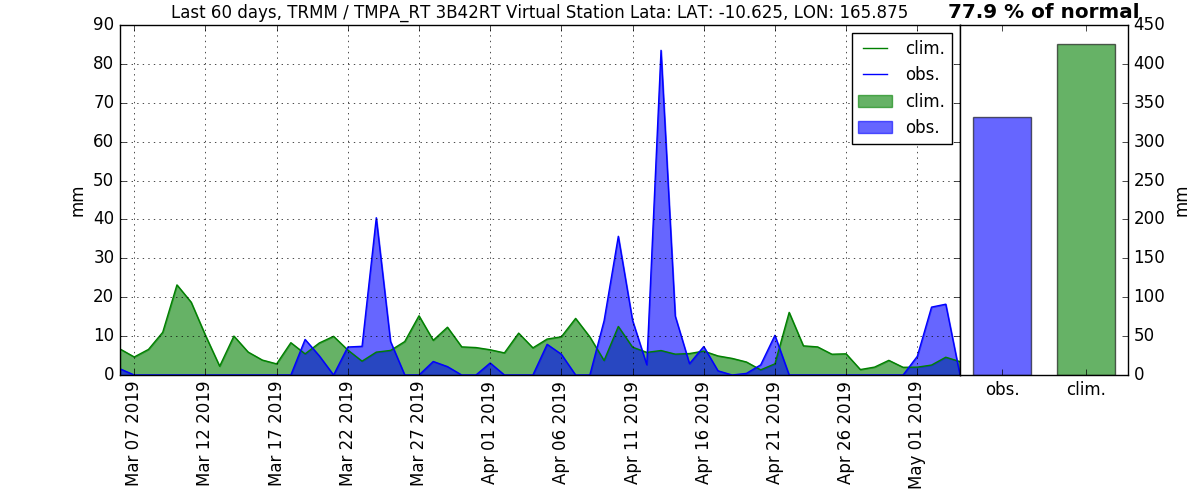 Last 60 days, TRMM / TMPA_RT 3B42RT Virtual Station Lata: LAT: -10.625, LON: 165.875
77.9 % of normal
90
80
70
60
50
40
30
20
10
0
mm
clim.
obs.
clim.
obs.
Mar 07 2019
Mar 12 2019
Mar 17 2019
Mar 22 2019
Mar 27 2019
Apr 01 2019
Apr 06 2019
Apr 11 2019
Apr 16 2019
Apr 21 2019
Apr 26 2019
May 01 2019
450
400
350
300
250
200
150
100
50
0
mm
obs.
clim.